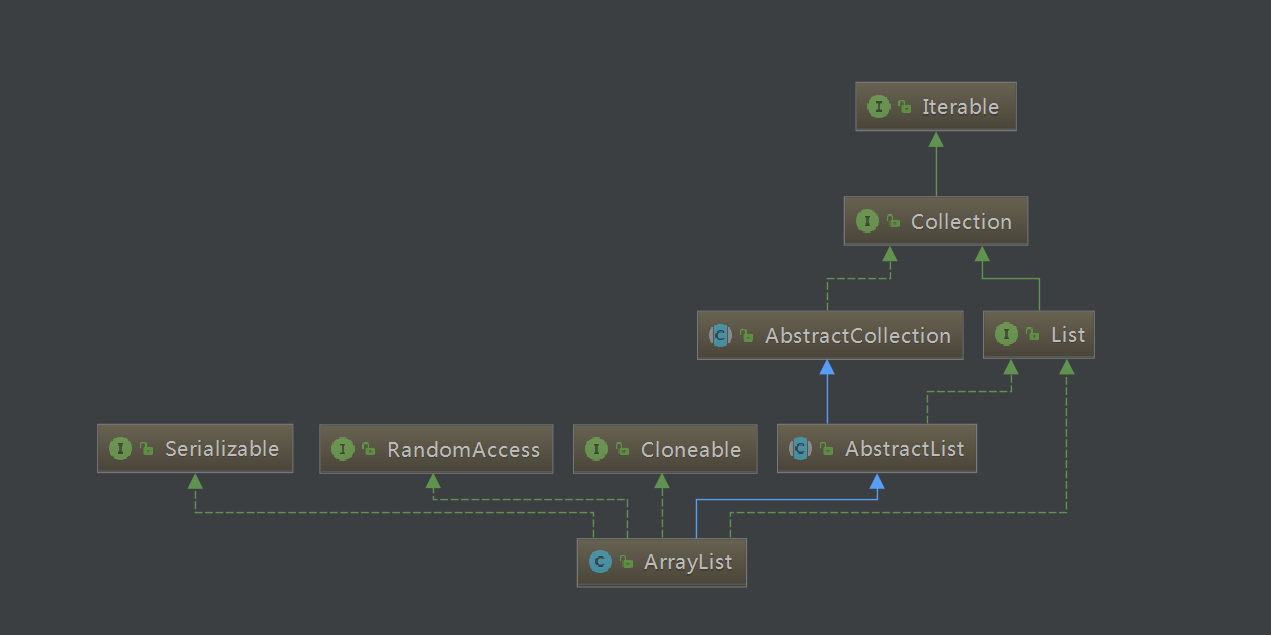 I Iterable
I Collection
C AbstractCollection
I List
I Serializable
I RandomAccess
I Cloneable
C AbstractList
C ArrayList